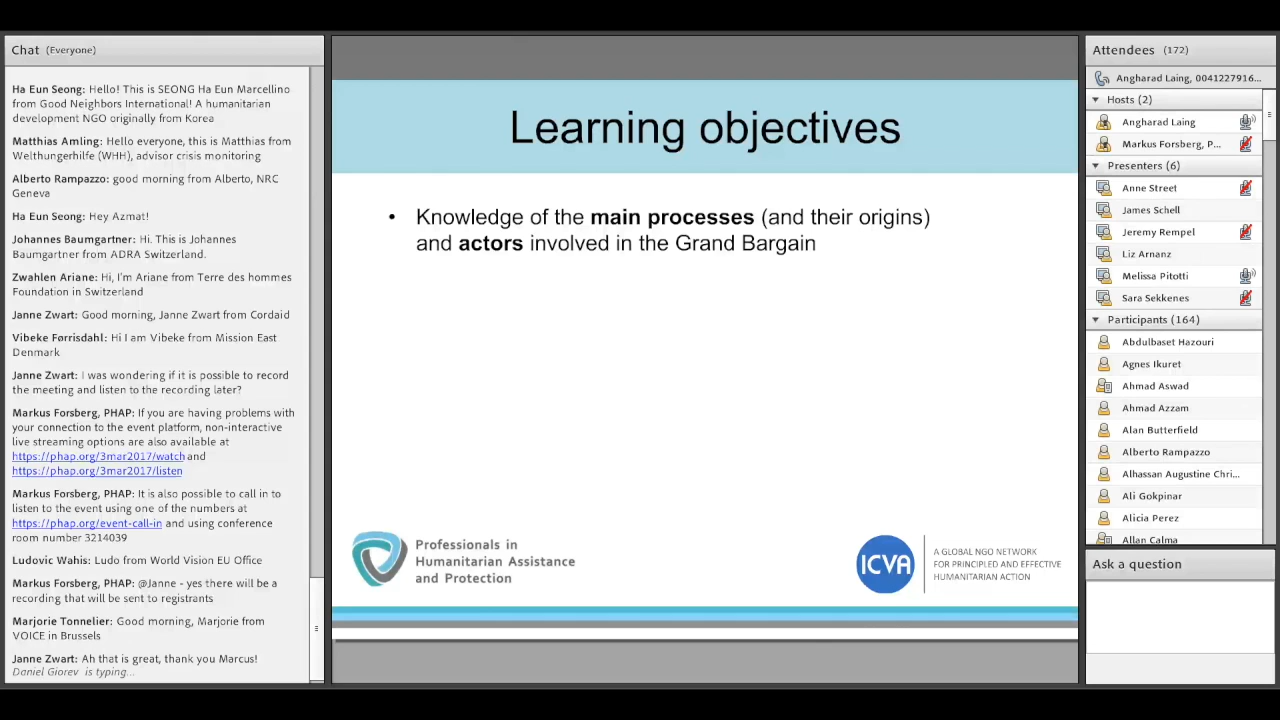 Chat (Everyone)
Ha Eun Seong: Hello! This is SEONG Ha Eun Marcellino
from Good Neighbors International! A humanitarian
development NGO originally from Korea
Matthias Amling: Hello everyone, this is Matthias from
Welthungerhilfe (WHH), advisor crisis monitoring
Alberto Rampazzo: good morning from Alberto, NRC
Geneva
Ha Eun Seong: Hey Azmat!
Johannes Baumgartner: Hi. This is Johannes
Baumgartner from ADRA Switzerland.
Zwahlen Ariane: Hi, I'm Ariane from Terre des hommes
Foundation in Switzerland
Janne Zwart: Good morning, Janne Zwart from Cordaid
Vibeke Førrisdahl: Hi I am Vibeke from Mission East
Denmark
Janne Zwart: I was wondering if it is possible to record
the meeting and listen to the recording later?
Markus Forsberg, PHAP: If you are having problems with
your connection to the event platform, non-interactive
live streaming options are also available at
https://phap.org/3mar2017/watch and
https://phap.org/3mar2017/listen
Markus Forsberg, PHAP: It is also possible to call in to
listen to the event using one of the numbers at
https://phap.org/event-call-in and using conference
room number 3214039
Ludovic Wahis: Ludo from World Vision EU Office
Markus Forsberg, PHAP: @Janne - yes there will be a
recording that will be sent to registrants
Marjorie Tonnelier: Good morning, Marjorie from
VOICE in Brussels
Janne Zwart: Ah that is great, thank you Marcus!
Daniel Giorev is typing...
Learning objectives
• Knowledge of the main processes (and their origins)
and actors involved in the Grand Bargain
Professionals in
Humanitarian Assistance
and Protection
ICVA
A GLOBAL NGO NETWORK
FOR PRINCIPLED AND EFFECTIVE
HUMANITARIAN ACTION
Attendees (172)
Angharad Laing, 0041227916...
Hosts (2)
Angharad Laing
Markus Forsberg, P...
Presenters (6)
Anne Street
James Schell
Jeremy Rempel
Liz Arnanz
Melissa Pitotti
Sara Sekkenes
Participants (164)
Abdulbaset Hazouri
Agnes Ikuret
Ahmad Aswad
Ahmad Azzam
Alan Butterfield
Alberto Rampazzo
Alhassan Augustine Chri...
Ali Gokpinar
Alicia Perez
Allan Calma
Ask a question